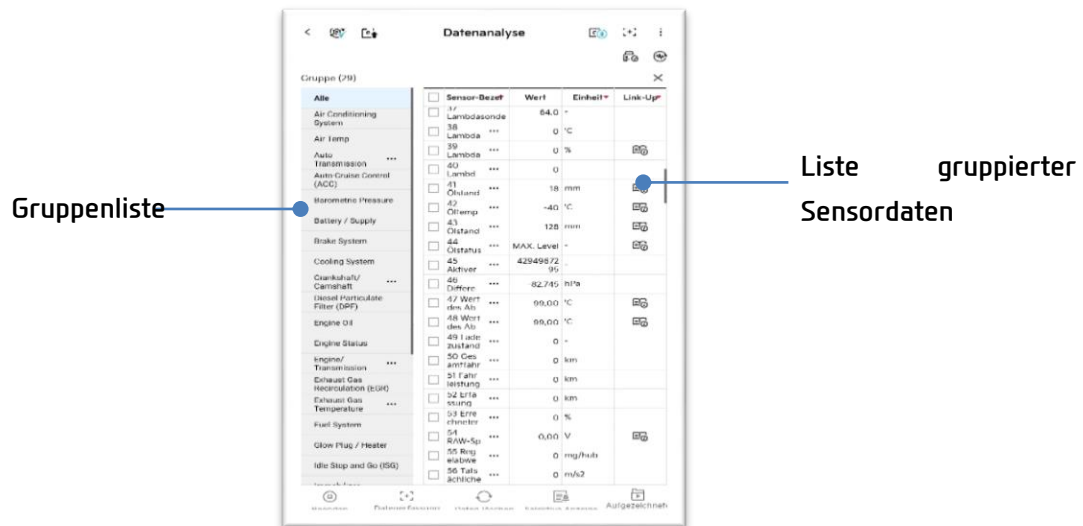 Datenanalyse
Gruppe (29)
Alle
Air Conditioning
System
Air Temp
Auto
Transmission ...
Auto Cruise Control
(ACC)
Barometric Pressure
Battery / Supply
Brake System
Cooling System
Crankshaft/
Camshaft ...
Diesel Particulate
Filter (DPF)
Engine Oil
Engine Status
Engine/
Transmission ...
Exhaust Gas
Recirculation (EGR)
Exhaust Gas
Temperature ...
Fuel System
Glow Plug / Heater
Idle Stop and Go (ISG)
Sensor-Bezei Wert Einheit Link-Up
37
Lambdasonde 64.0 -
38
Lambda ... 0 °C
39
Lambda ... 0 %
40
Lambd ... 0
41
Ölstand ... 18 mm
42
Öltemp ... -40 °C
43
Ölstand ... 128 mm
44
Ölstatus ... MAX. Level -
45
Aktiver ... 42949672
95 -
46
Differe ... -82.745 hPa
47 Wert
des Ab ... 99,00 °C
48 Wert
des Ab ... 99,00 °C
49 Lade
zustand ... 0 -
50 Ges
amtfahr ... 0 km
51 Fahr
leistung ... 0 km
52 Erfa
ssung ... 0 km
53 Erre
chneter ... 0 %
54
RAW-Sp ... 0,00 V
55 Reg
elabwe ... 0 mg/hub
56 Tats
ächliche ... 0 m/s2
Aufgezeichnet
Gruppenliste
Liste gruppierter
Sensordaten